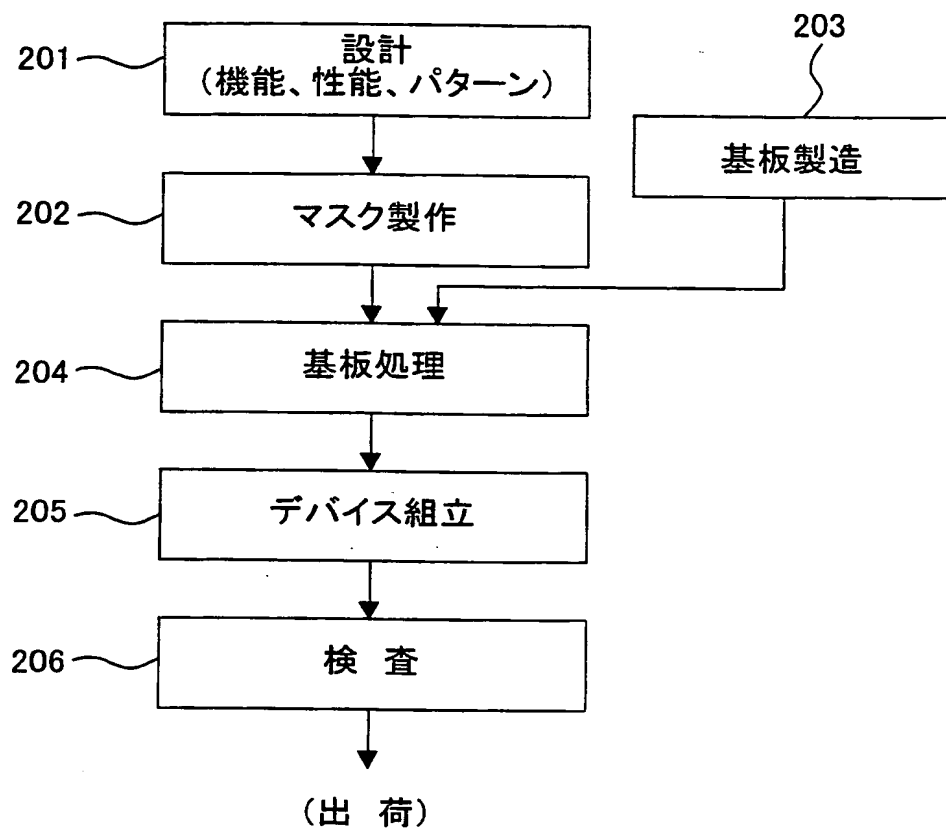 201
設計
(機能、性能、パターン)
203
基板製造
202
マスク製作
204
基板処理
205
デバイス組立
206
検 査
(出 荷)